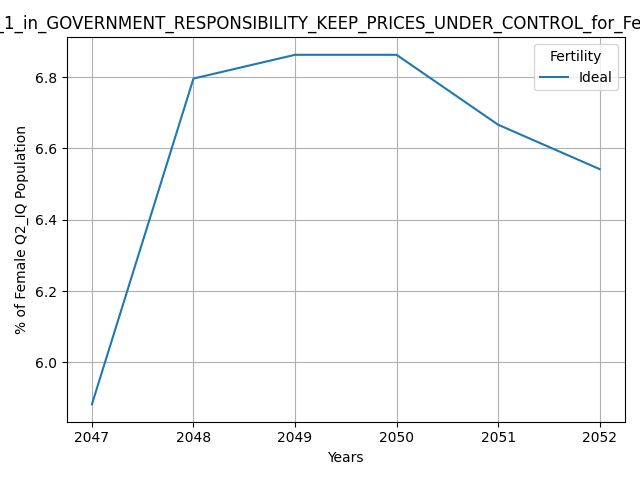 _1_in_GOVERNMENT_RESPONSIBILITY_KEEP_PRICES_UNDER_CONTROL_for_Fe
Fertility
Ideal
% of Female Q2_IQ Population
6.8
6.6
6.4
6.2
6.0
2047 2048 2049 2050 2051 2052
Years